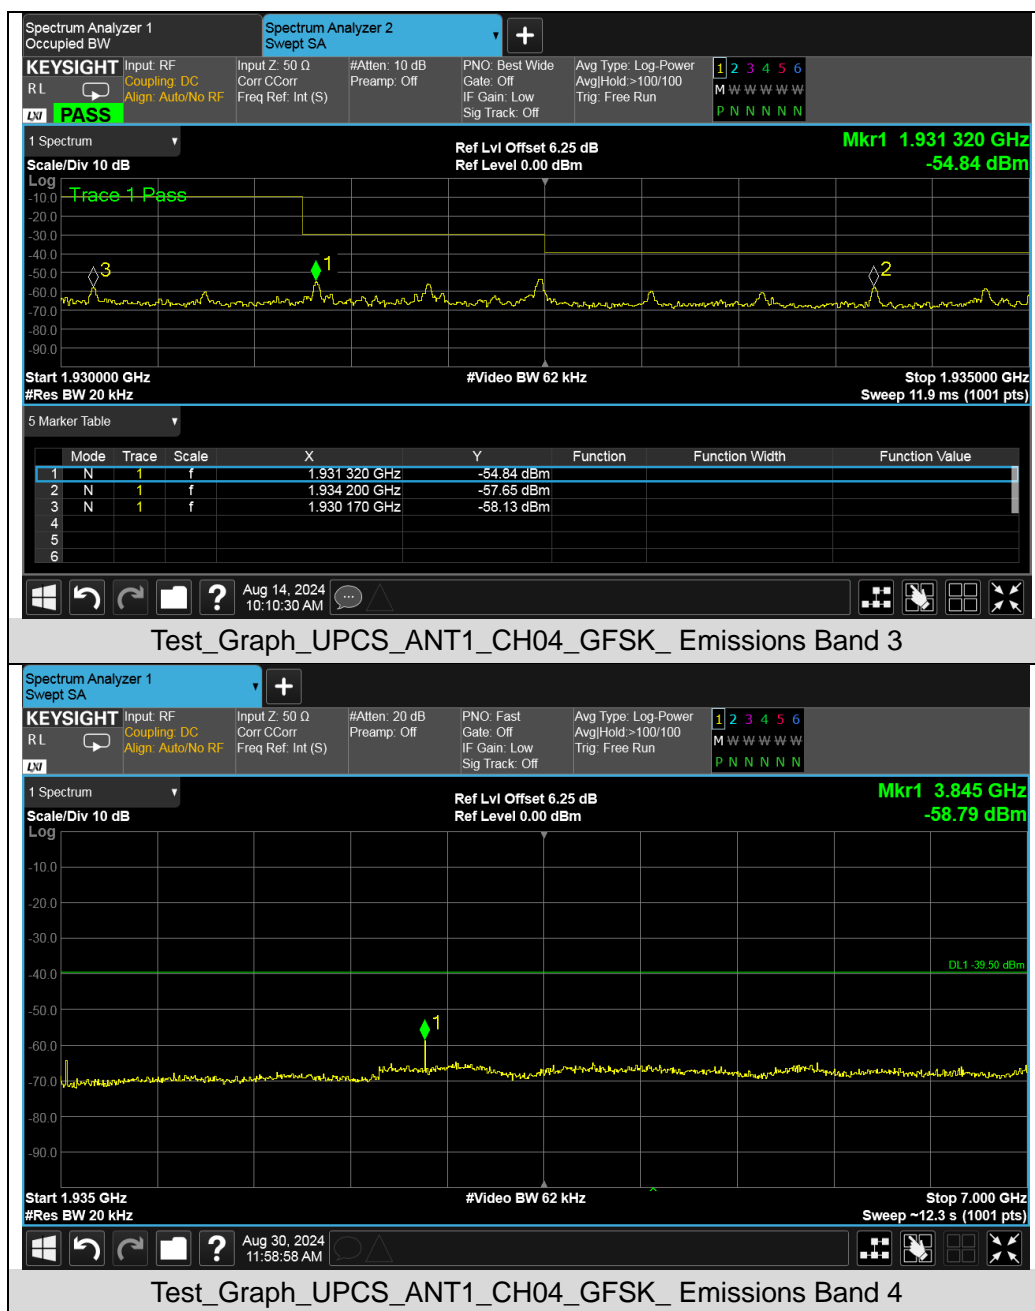 Spectrum Analyzer 1
Occupied BW
Spectrum Analyzer 2
Swept SA
KEYSIGHT
RL
LXI
PASS
Input: RF
Coupling: DC
Align: Auto/No RF
Input Z: 50 Ω
Corr CCorr
Freq Ref: Int (S)
#Atten: 10 dB
Preamp: Off
PNO: Best Wide
Gate: Off
IF Gain: Low
Sig Track: Off
Avg Type: Log-Power
Avg|Hold:>100/100
Trig: Free Run
1 2 3 4 5 6
M W W W W W
P N N N N N
1 Spectrum
Scale/Div 10 dB
Log
Ref Lvl Offset 6.25 dB
Ref Level 0.00 dBm
Mkr1 1.931 320 GHz
-54.84 dBm
Trace 1 Pass
-10.0
-20.0
-30.0
-40.0
-50.0
-60.0
-70.0
-80.0
-90.0
3
1
2
Start 1.930000 GHz
#Res BW 20 kHz
#Video BW 62 kHz
Stop 1.935000 GHz
Sweep 11.9 ms (1001 pts)
5 Marker Table
Mode Trace Scale X Y Function Function Width Function Value
1 N 1 f 1.931 320 GHz -54.84 dBm
2 N 1 f 1.934 200 GHz -57.65 dBm
3 N 1 f 1.930 170 GHz -58.13 dBm
4
5
6
?
Aug 14, 2024
10:10:30 AM
Test_Graph_UPCS_ANT1_CH04_GFSK_ Emissions Band 3
Spectrum Analyzer 1
Swept SA
KEYSIGHT
RL
LXI
Input: RF
Coupling: DC
Align: Auto/No RF
Input Z: 50 Ω
Corr CCorr
Freq Ref: Int (S)
#Atten: 20 dB
Preamp: Off
PNO: Fast
Gate: Off
IF Gain: Low
Sig Track: Off
Avg Type: Log-Power
Avg|Hold:>100/100
Trig: Free Run
1 2 3 4 5 6
M W W W W W
P N N N N N
1 Spectrum
Scale/Div 10 dB
Log
Ref Lvl Offset 6.25 dB
Ref Level 0.00 dBm
Mkr1 3.845 GHz
-58.79 dBm
-10.0
-20.0
-30.0
-40.0
-50.0
-60.0
-70.0
-80.0
-90.0
DL1 -39.50 dBm
1
Start 1.935 GHz
#Res BW 20 kHz
#Video BW 62 kHz
Stop 7.000 GHz
Sweep ~12.3 s (1001 pts)
?
Aug 30, 2024
11:58:58 AM
Test_Graph_UPCS_ANT1_CH04_GFSK_ Emissions Band 4